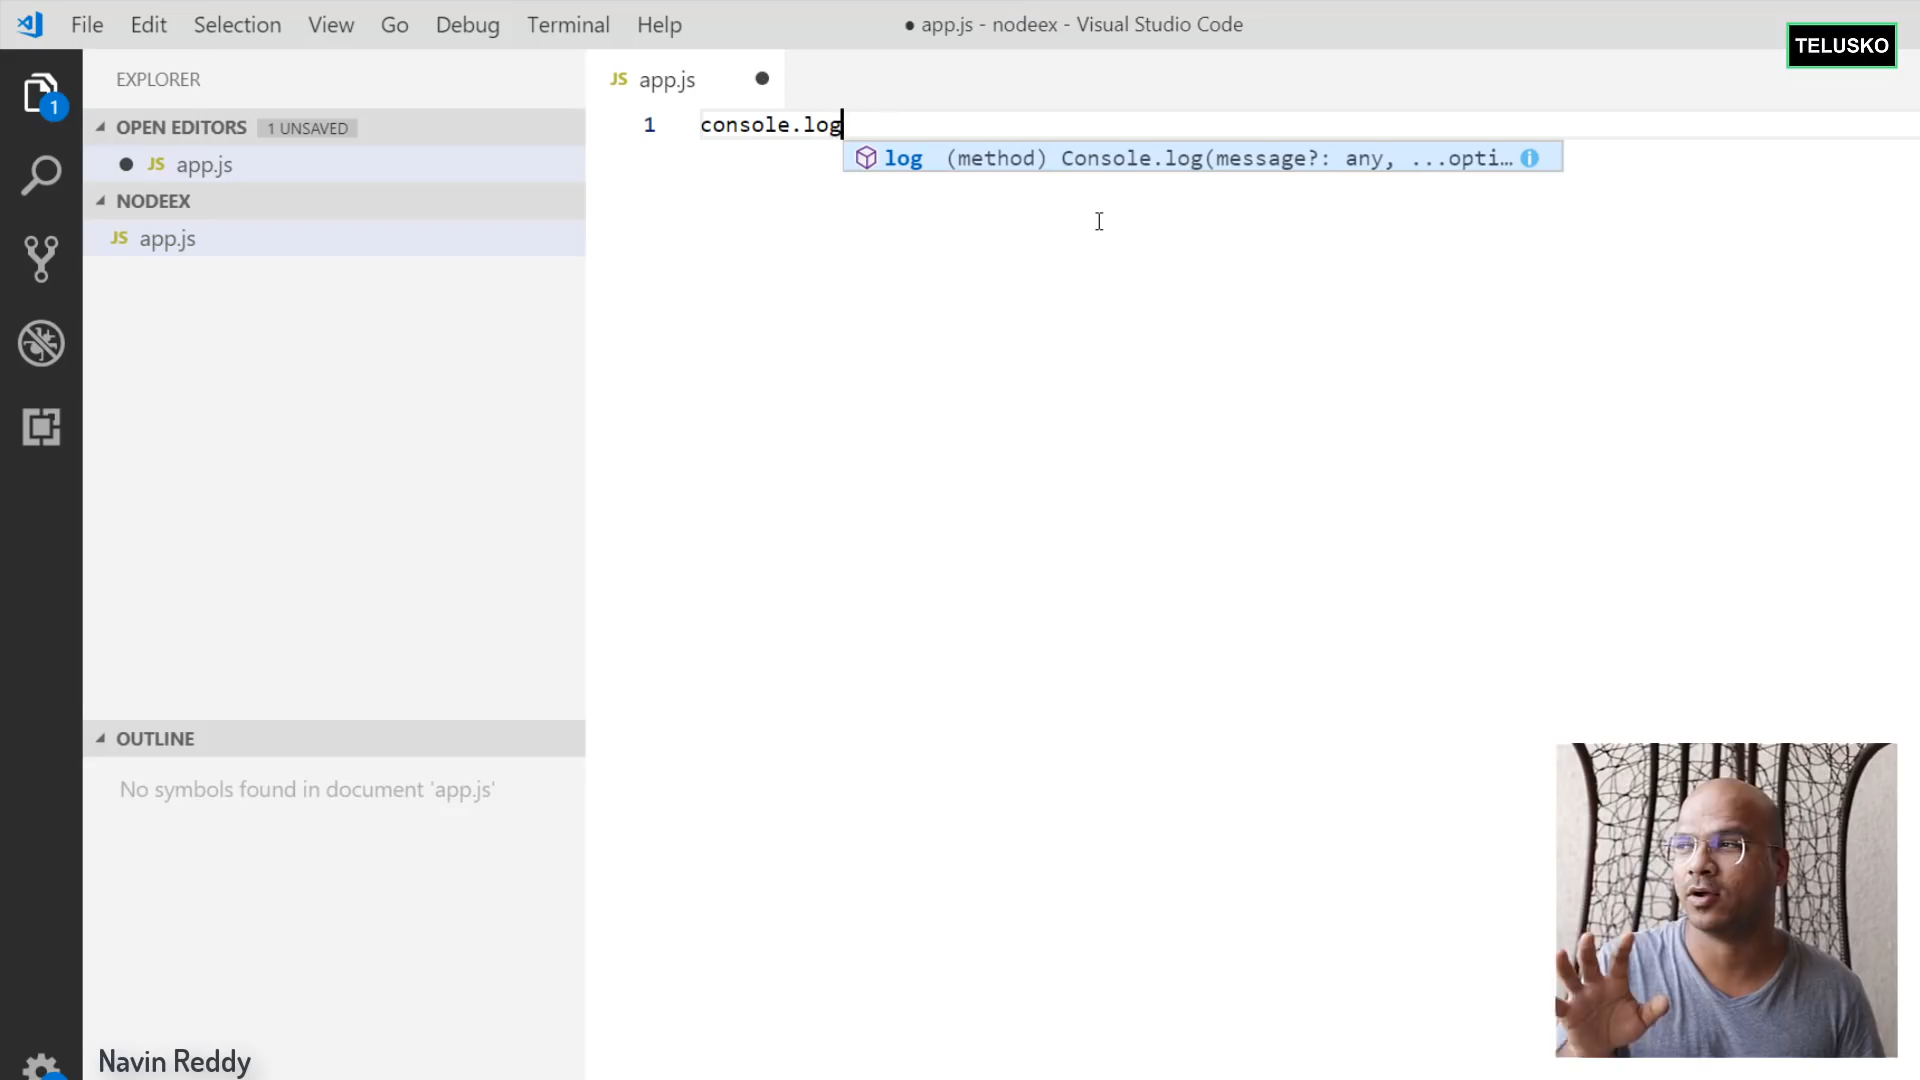 File Edit Selection View Go Debug Terminal Help
● app.js - nodeex - Visual Studio Code
TELUSKO
1
EXPLORER
OPEN EDITORS 1 UNSAVED
● JS app.js
NODEEX
JS app.js
JS app.js ●
1 console.log
log (method) Console.log(message?: any, ...opti…
OUTLINE
No symbols found in document 'app.js'
Navin Reddy